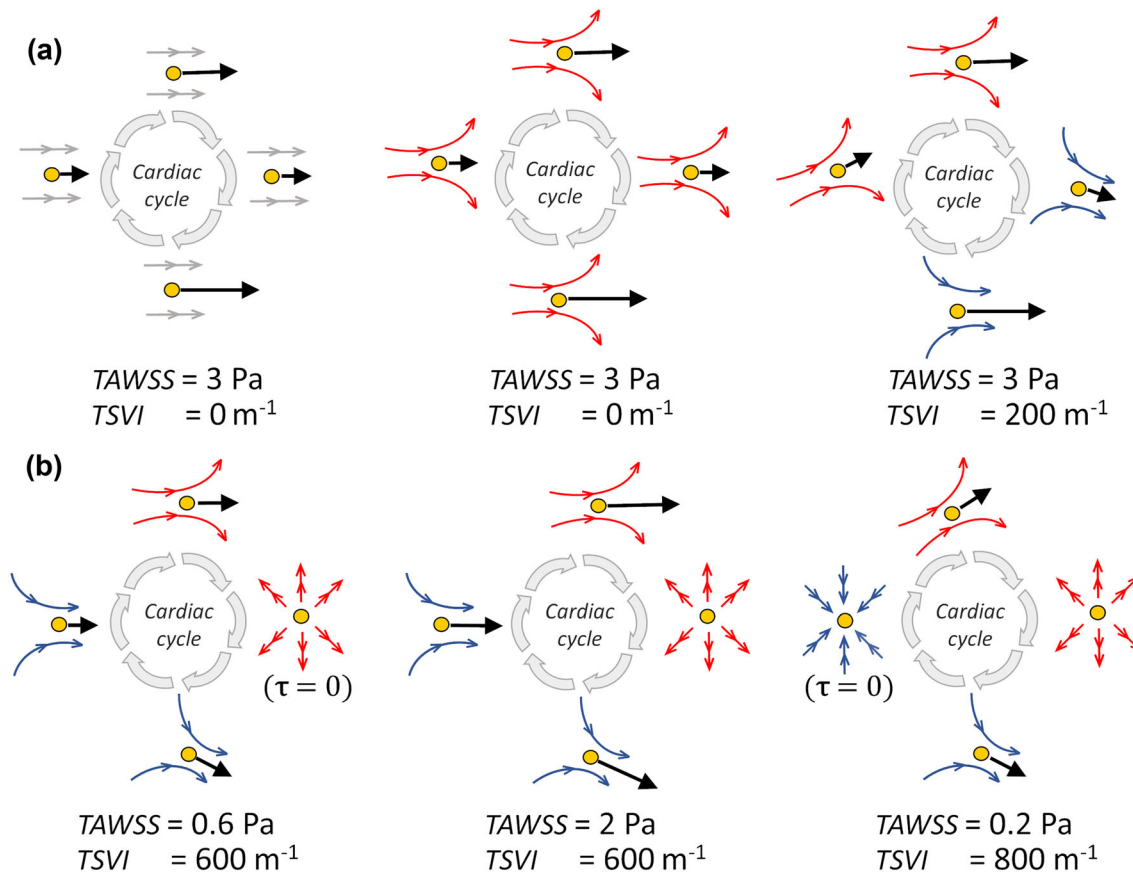 (a)
Cardiac
cycle
TAWSS = 3 Pa
TSVI = 0 m⁻¹
Cardiac
cycle
TAWSS = 3 Pa
TSVI = 0 m⁻¹
Cardiac
cycle
TAWSS = 3 Pa
TSVI = 200 m⁻¹
(b)
Cardiac
cycle
(τ = 0)
TAWSS = 0.6 Pa
TSVI = 600 m⁻¹
Cardiac
cycle
TAWSS = 2 Pa
TSVI = 600 m⁻¹
(τ = 0)
Cardiac
cycle
TAWSS = 0.2 Pa
TSVI = 800 m⁻¹